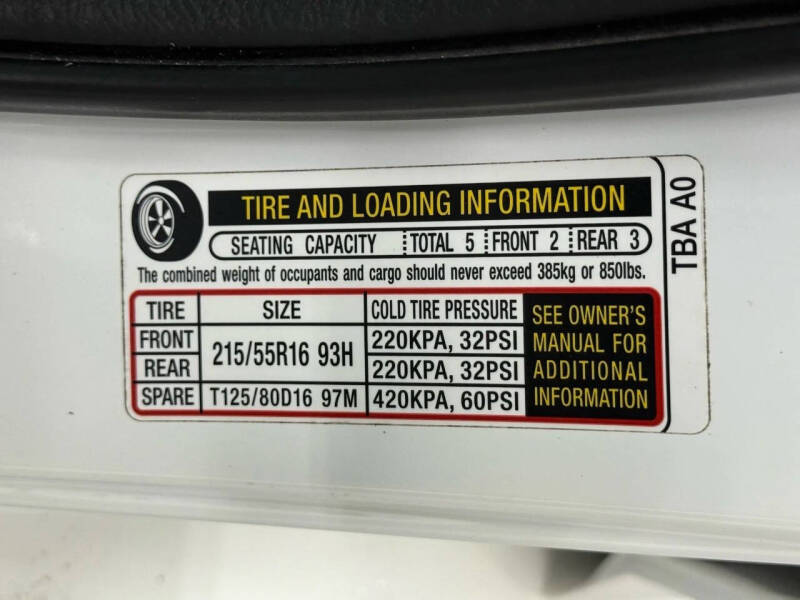 TIRE AND LOADING INFORMATION
SEATING CAPACITY TOTAL 5 FRONT 2 REAR 3
The combined weight of occupants and cargo should never exceed 385kg or 850lbs.
TIRE SIZE COLD TIRE PRESSURE
FRONT 215/55R16 93H 220KPA, 32PSI
REAR 220KPA, 32PSI
SPARE T125/80D16 97M 420KPA, 60PSI
SEE OWNER'S
MANUAL FOR
ADDITIONAL
INFORMATION
TBA A0